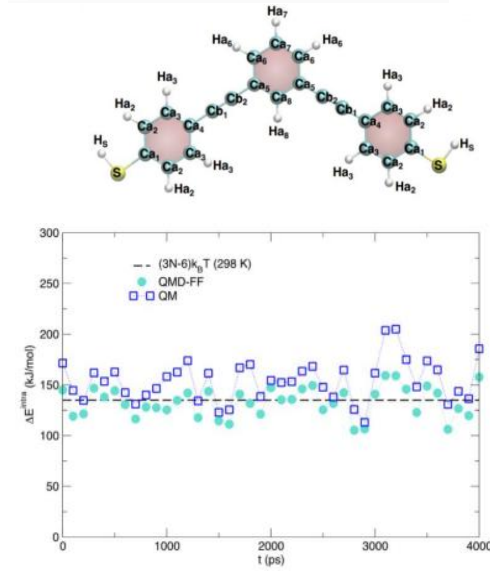 Ha₇
Ha₆ Ca₇ Ha₆
Ca₆ Ca₆
Ha₃ Ca₅ Ca₅ Ha₃
Ha₂ Ca₃ Cb₂ Ca₈ Cb₂ Ca₃ Ha₂
Ca₂ Ca₄ Cb₁ Cb₁ Ca₄ Ca₂
Hs Ha₈ Hs
Ca₁ Ca₃ Ca₃ Ca₁
S Ca₂ Ha₃ Ha₃ Ca₂ S
Ha₂ Ha₂
300
(3N-6)k_BT (298 K)
250
QMD-FF
QM
200
ΔE^intra (kJ/mol)
150
100
50
0
0 1000 2000 3000 4000
t (ps)